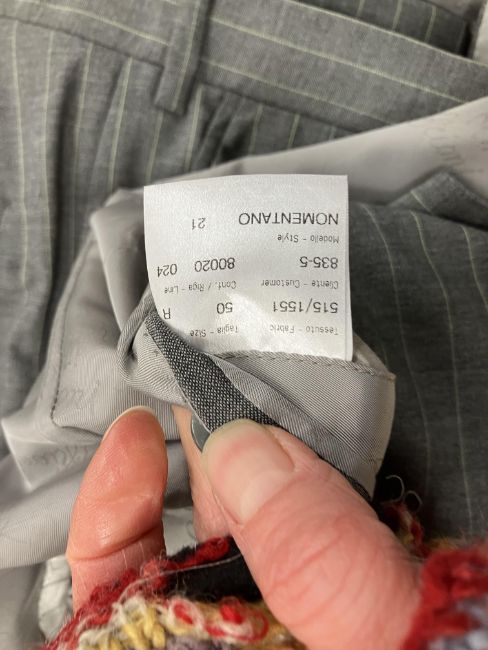 Tessuto - Fabric Taglia - Size
515/1551 50 R
Cliente - Customer Conf. / Riga - Line
835-5 80020 024
Modello - Style
NOMENTANO 21